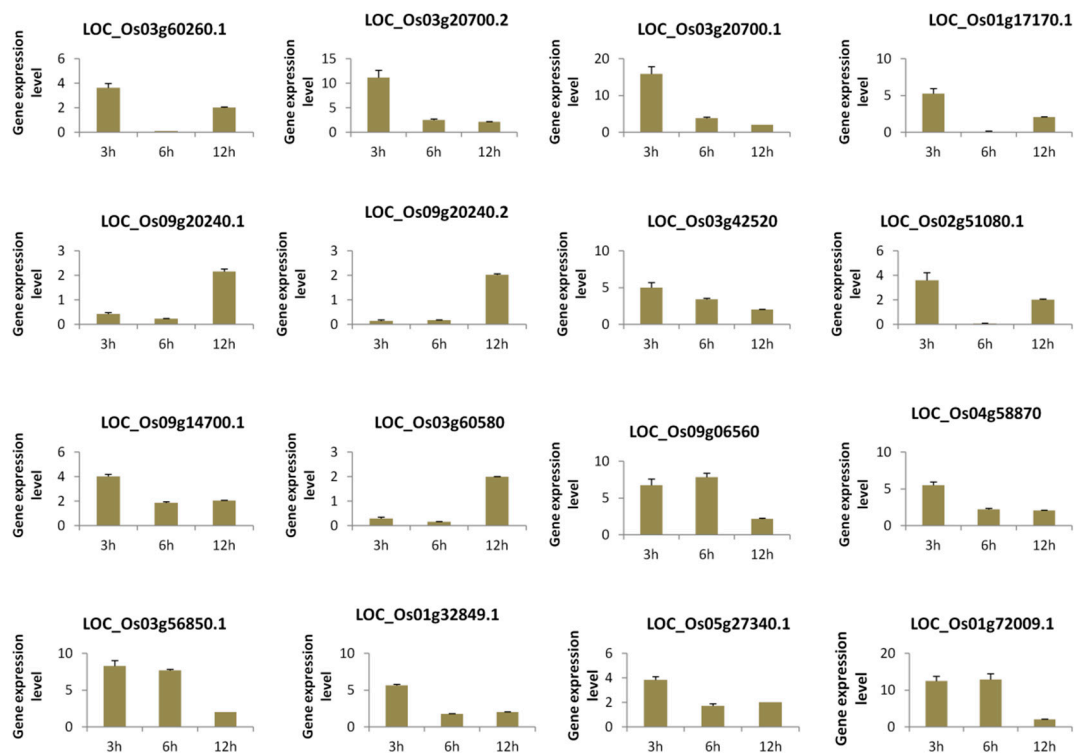 LOC_Os03g60260.1
Gene expression
level
6
4
2
0
3h 6h 12h
LOC_Os03g20700.2
Gene expression
level
15
10
5
0
3h 6h 12h
LOC_Os03g20700.1
Gene expression
level
20
10
0
3h 6h 12h
LOC_Os01g17170.1
Gene expression
level
10
5
0
3h 6h 12h
LOC_Os09g20240.1
Gene expression
level
3
2
1
0
3h 6h 12h
LOC_Os09g20240.2
Gene expression
level
3
2
1
0
3h 6h 12h
LOC_Os03g42520
Gene expression
level
10
5
0
3h 6h 12h
LOC_Os02g51080.1
Gene expression
level
6
4
2
0
3h 6h 12h
LOC_Os09g14700.1
Gene expression
level
6
4
2
0
3h 6h 12h
LOC_Os03g60580
Gene expression
level
3
2
1
0
3h 6h 12h
LOC_Os09g06560
Gene expression
level
10
5
0
3h 6h 12h
LOC_Os04g58870
Gene expression
level
10
5
0
3h 6h 12h
LOC_Os03g56850.1
Gene expression
level
10
5
0
3h 6h 12h
LOC_Os01g32849.1
Gene expression
level
10
5
0
3h 6h 12h
LOC_Os05g27340.1
Gene expression
level
6
4
2
0
3h 6h 12h
LOC_Os01g72009.1
Gene expression
level
20
10
0
3h 6h 12h